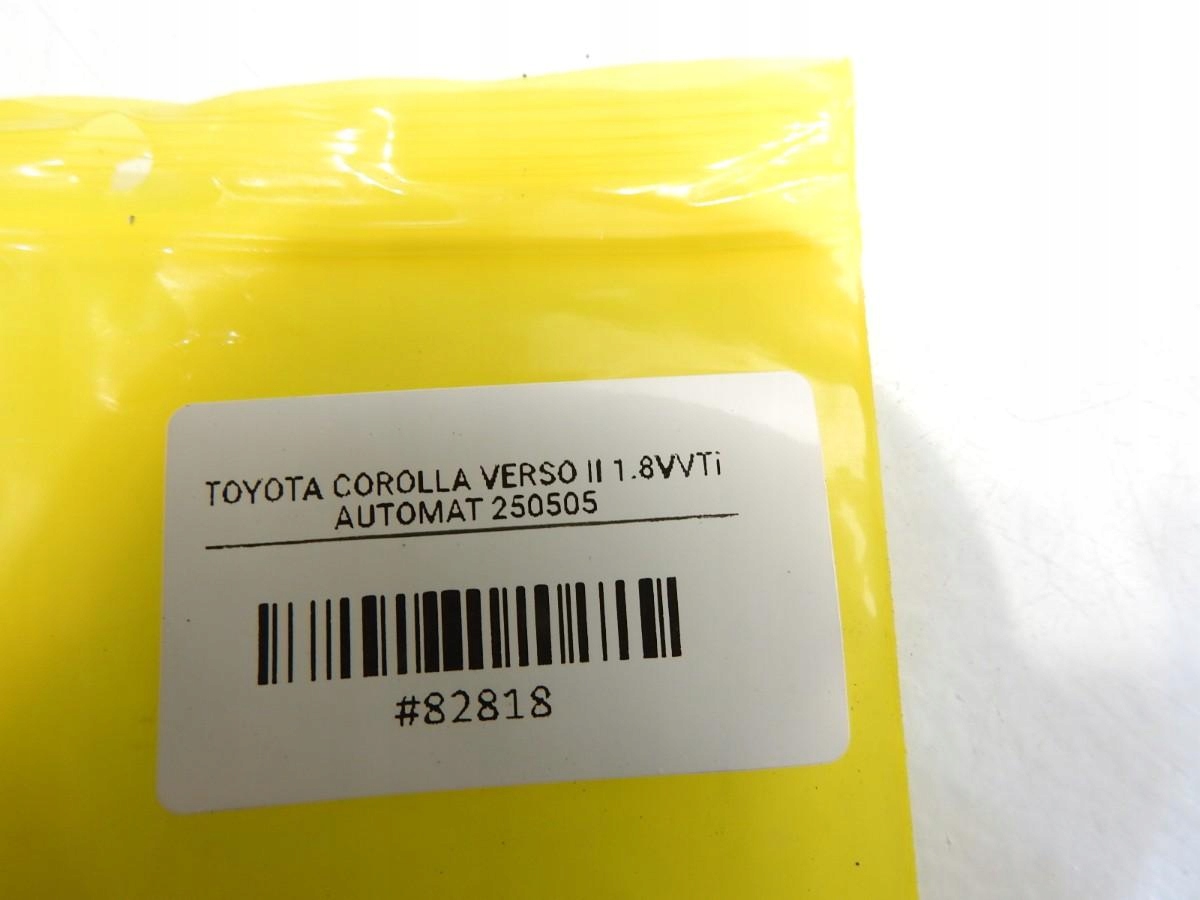 TOYOTA COROLLA VERSO II 1.8VVTi
AUTOMAT 250505
#82818